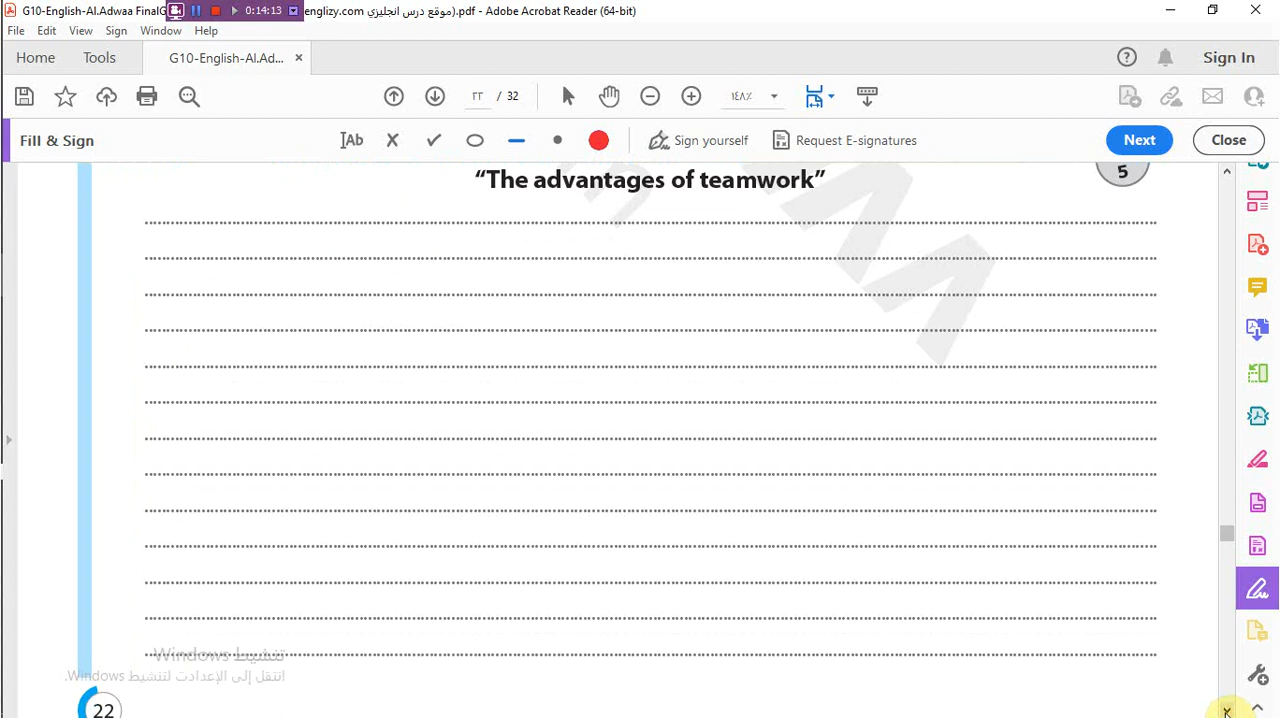 G10-English-Al.Adwaa FinalG 0:14:13 englizy.com موقع درس انجليزي).pdf - Adobe Acrobat Reader (64-bit)
File Edit View Sign Window Help
Home Tools G10-English-Al.Ad... Sign In
٢٢ / 32 ١٤٨٪
Fill & Sign Ab Sign yourself Request E-signatures Next Close
“The advantages of teamwork” 5
تنشيط Windows
انتقل إلى الإعدادات لتنشيط Windows.
22